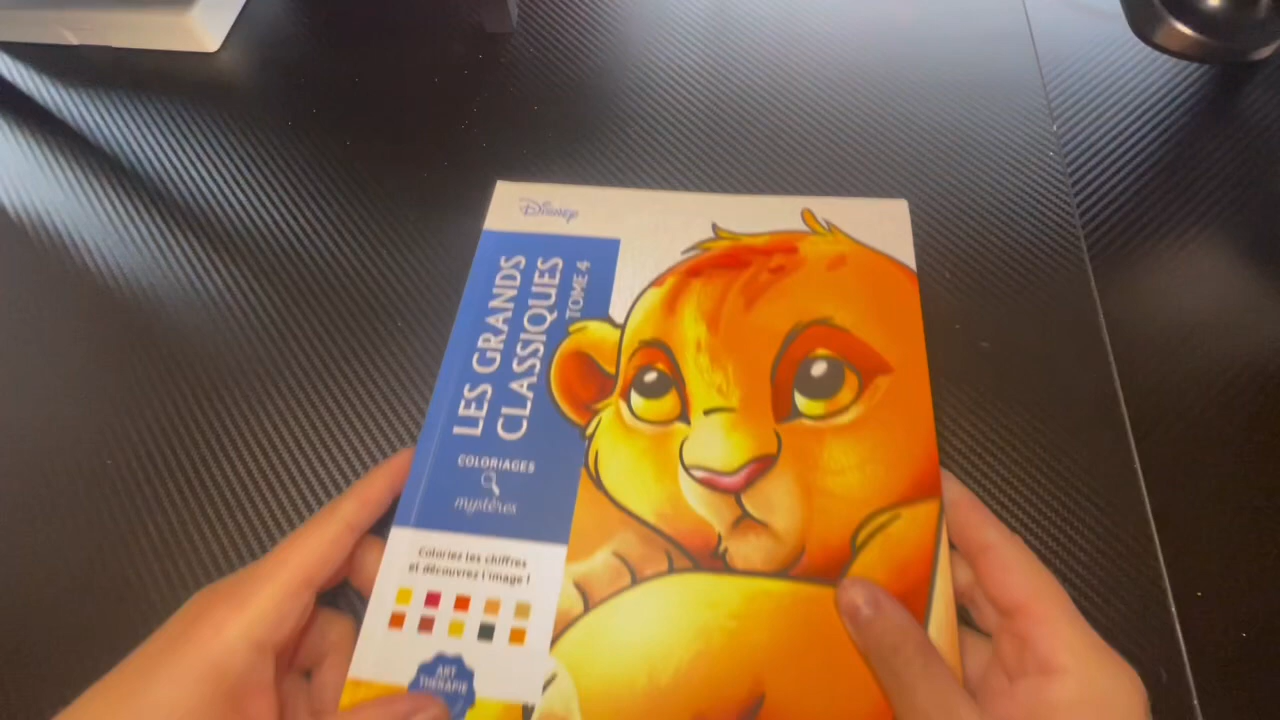 Disney
LES GRANDS
CLASSIQUES
TOME 4
COLORIAGES
mystères
Coloriez les chiffres
et découvrez l'image !
ART
THÉRAPIE